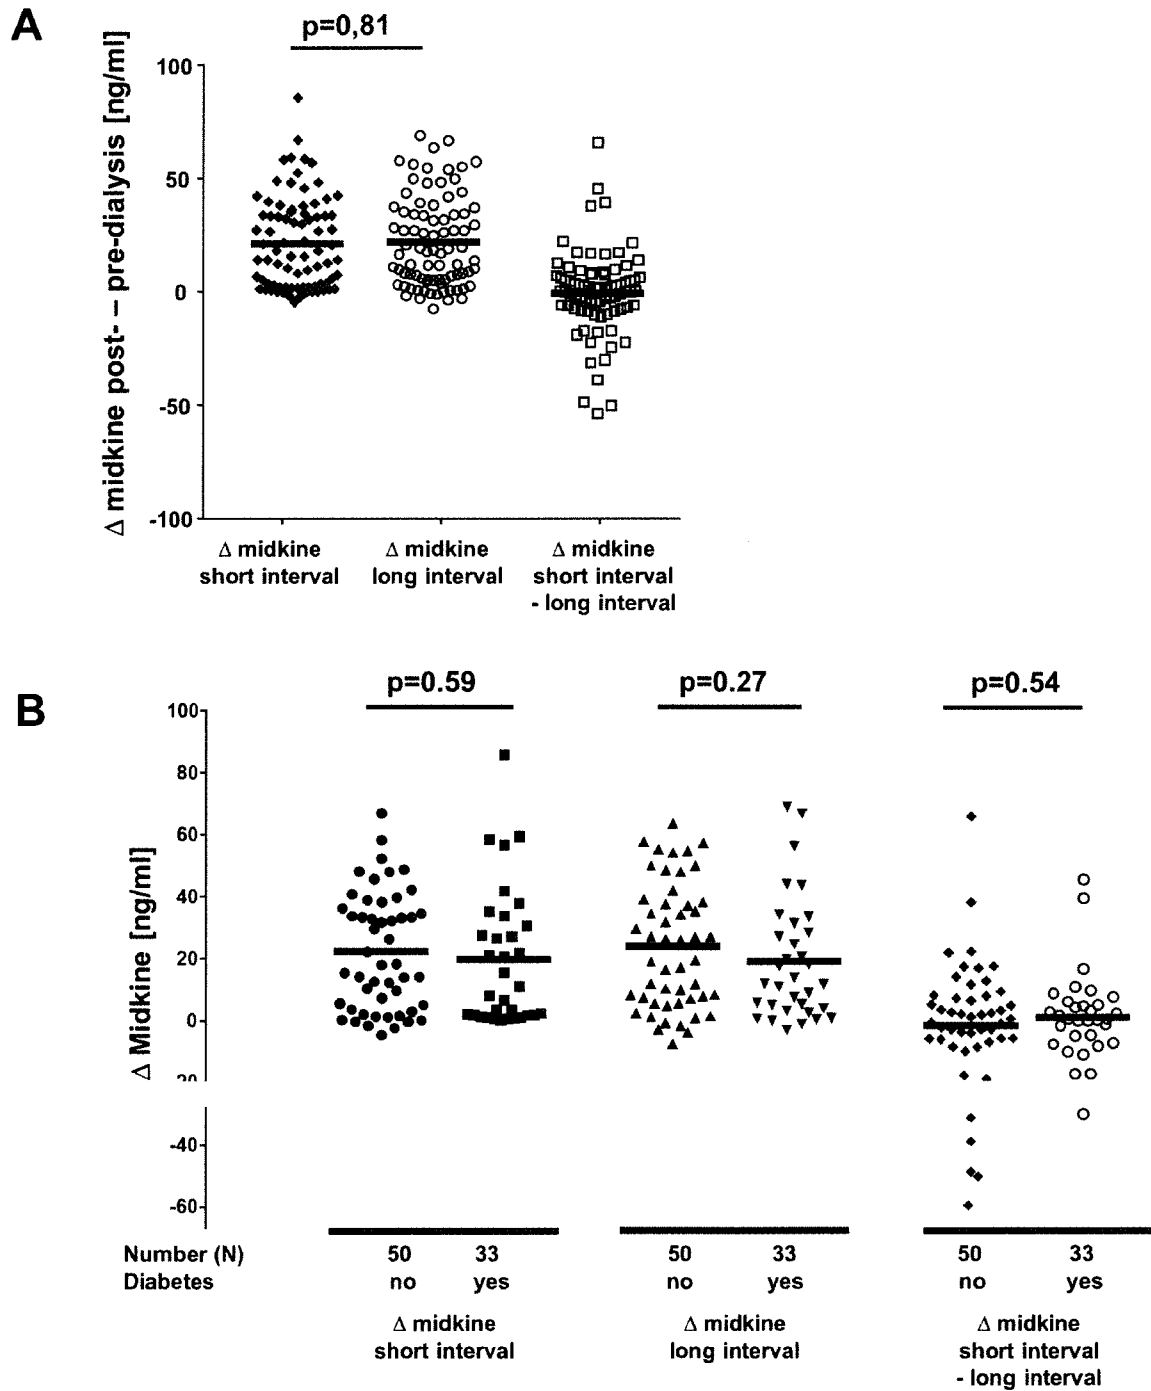 A
p=0,81
Δ midkine post- – pre-dialysis [ng/ml]
100
50
0
-50
-100
Δ midkine
short interval
Δ midkine
long interval
Δ midkine
short interval
- long interval
B
p=0.59
p=0.27
p=0.54
Δ Midkine [ng/ml]
100
80
60
40
20
0
20
-40
-60
Number (N)
50
33
50
33
50
33
Diabetes
no
yes
no
yes
no
yes
Δ midkine
short interval
Δ midkine
long interval
Δ midkine
short interval
- long interval